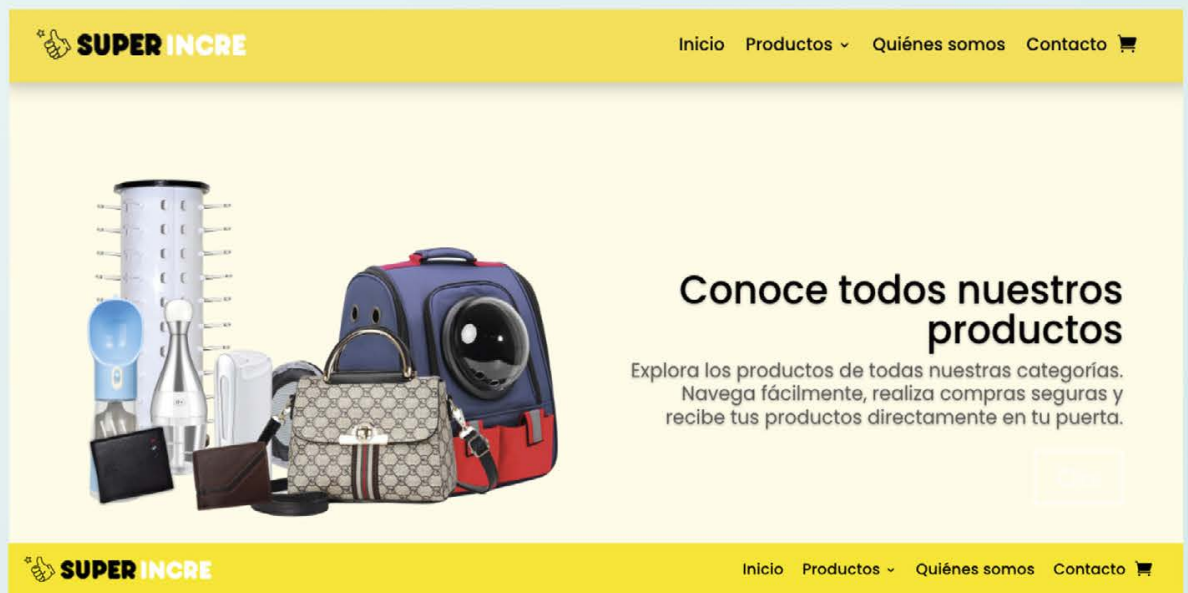 SUPER INCRE
Inicio Productos Quiénes somos Contacto
Conoce todos nuestros
productos
Explora los productos de todas nuestras categorías.
Navega fácilmente, realiza compras seguras y
recibe tus productos directamente en tu puerta.
SUPER INCRE
Inicio Productos Quiénes somos Contacto